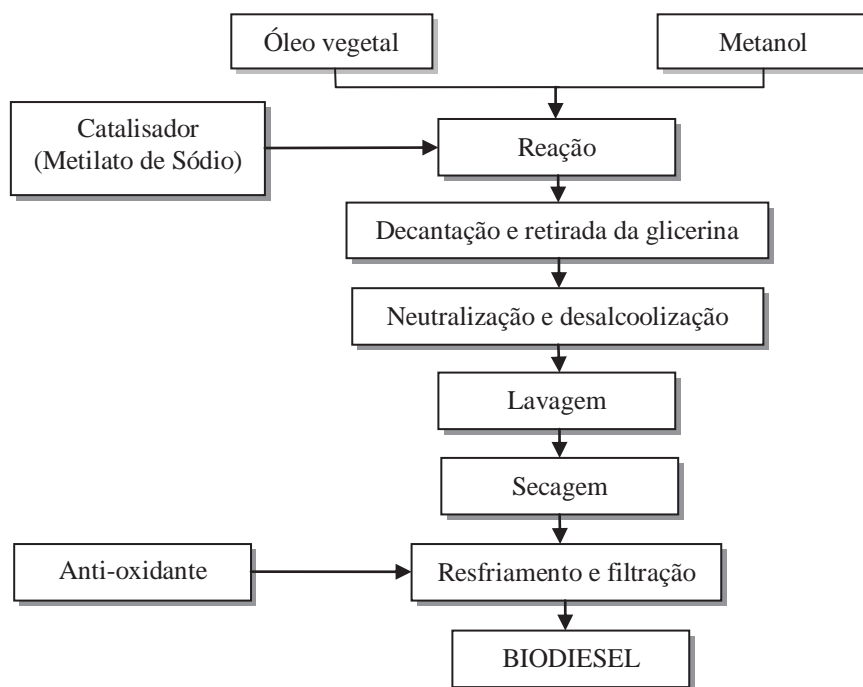 Óleo vegetal
Metanol
Catalisador
(Metilato de Sódio)
Reação
Decantação e retirada da glicerina
Neutralização e desalcoolização
Lavagem
Secagem
Anti-oxidante
Resfriamento e filtração
BIODIESEL